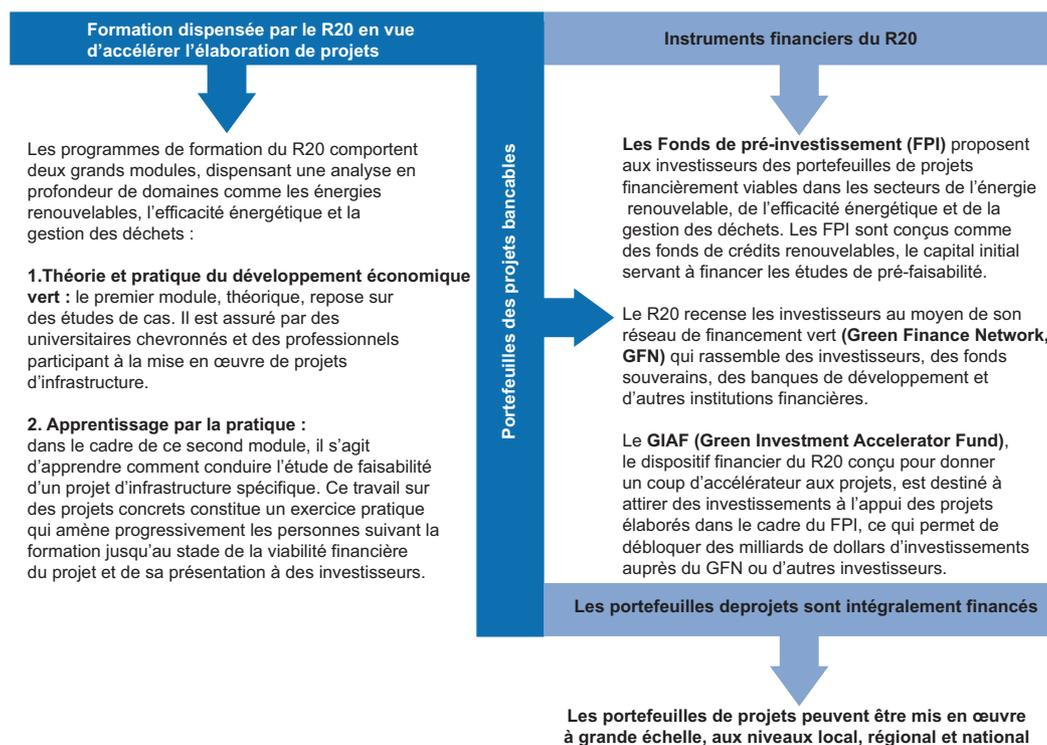 Formation dispensée par le R20 en vue
d’accélérer l’élaboration de projets
Les programmes de formation du R20 comportent
deux grands modules, dispensant une analyse en
profondeur de domaines comme les énergies
renouvelables, l’efficacité énergétique et la
gestion des déchets :
1.Théorie et pratique du développement économique
vert : le premier module, théorique, repose sur
des études de cas. Il est assuré par des
universitaires chevronnés et des professionnels
participant à la mise en œuvre de projets
d’infrastructure.
2. Apprentissage par la pratique :
dans le cadre de ce second module, il s’agit
d’apprendre comment conduire l’étude de faisabilité
d’un projet d’infrastructure spécifique. Ce travail sur
des projets concrets constitue un exercice pratique
qui amène progressivement les personnes suivant la
formation jusqu’au stade de la viabilité financière
du projet et de sa présentation à des investisseurs.
Portefeuilles des projets bancables
Instruments financiers du R20
Les Fonds de pré-investissement (FPI) proposent
aux investisseurs des portefeuilles de projets
financièrement viables dans les secteurs de l’énergie
renouvelable, de l’efficacité énergétique et de la
gestion des déchets. Les FPI sont conçus comme
des fonds de crédits renouvelables, le capital initial
servant à financer les études de pré-faisabilité.
Le R20 recense les investisseurs au moyen de son
réseau de financement vert (Green Finance Network,
GFN) qui rassemble des investisseurs, des fonds
souverains, des banques de développement et
d’autres institutions financières.
Le GIAF (Green Investment Accelerator Fund),
le dispositif financier du R20 conçu pour donner
un coup d’accélérateur aux projets, est destiné à
attirer des investissements à l’appui des projets
élaborés dans le cadre du FPI, ce qui permet de
débloquer des milliards de dollars d’investissements
auprès du GFN ou d’autres investisseurs.
Les portefeuilles deprojets sont intégralement financés
Les portefeuilles de projets peuvent être mis en œuvre
à grande échelle, aux niveaux local, régional et national